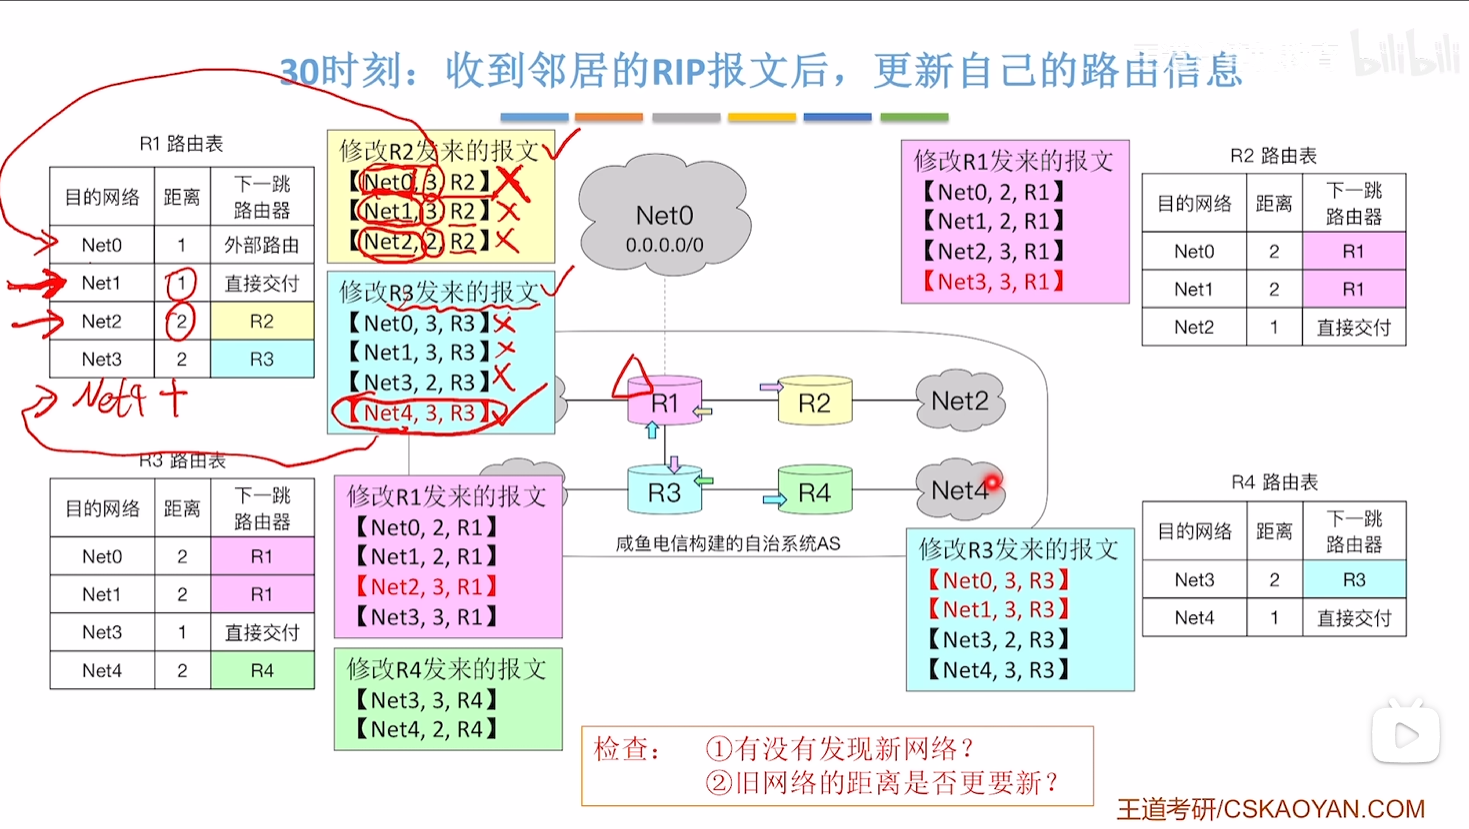 30时刻：收到邻居的RIP报文后，更新自己的路由信息
bilibili
R1 路由表
目的网络 距离 下一跳路由器
Net0 1 外部路由
Net1 1 直接交付
Net2 2 R2
Net3 2 R3
Net4 +
修改R2发来的报文
【Net0, 3, R2】
【Net1, 3, R2】
【Net2, 2, R2】
修改R3发来的报文
【Net0, 3, R3】
【Net1, 3, R3】
【Net3, 2, R3】
【Net4, 3, R3】
Net0
0.0.0.0/0
修改R1发来的报文
【Net0, 2, R1】
【Net1, 2, R1】
【Net2, 3, R1】
【Net3, 3, R1】
R2 路由表
目的网络 距离 下一跳路由器
Net0 2 R1
Net1 2 R1
Net2 1 直接交付
R1
R2
Net2
R3
R4
Net4
咸鱼电信构建的自治系统AS
R3 路由表
目的网络 距离 下一跳路由器
Net0 2 R1
Net1 2 R1
Net3 1 直接交付
Net4 2 R4
修改R1发来的报文
【Net0, 2, R1】
【Net1, 2, R1】
【Net2, 3, R1】
【Net3, 3, R1】
修改R4发来的报文
【Net3, 3, R4】
【Net4, 2, R4】
修改R3发来的报文
【Net0, 3, R3】
【Net1, 3, R3】
【Net3, 2, R3】
【Net4, 3, R3】
R4 路由表
目的网络 距离 下一跳路由器
Net3 2 R3
Net4 1 直接交付
检查：
①有没有发现新网络？
②旧网络的距离是否更要新？
王道考研/CSKAOYAN.COM